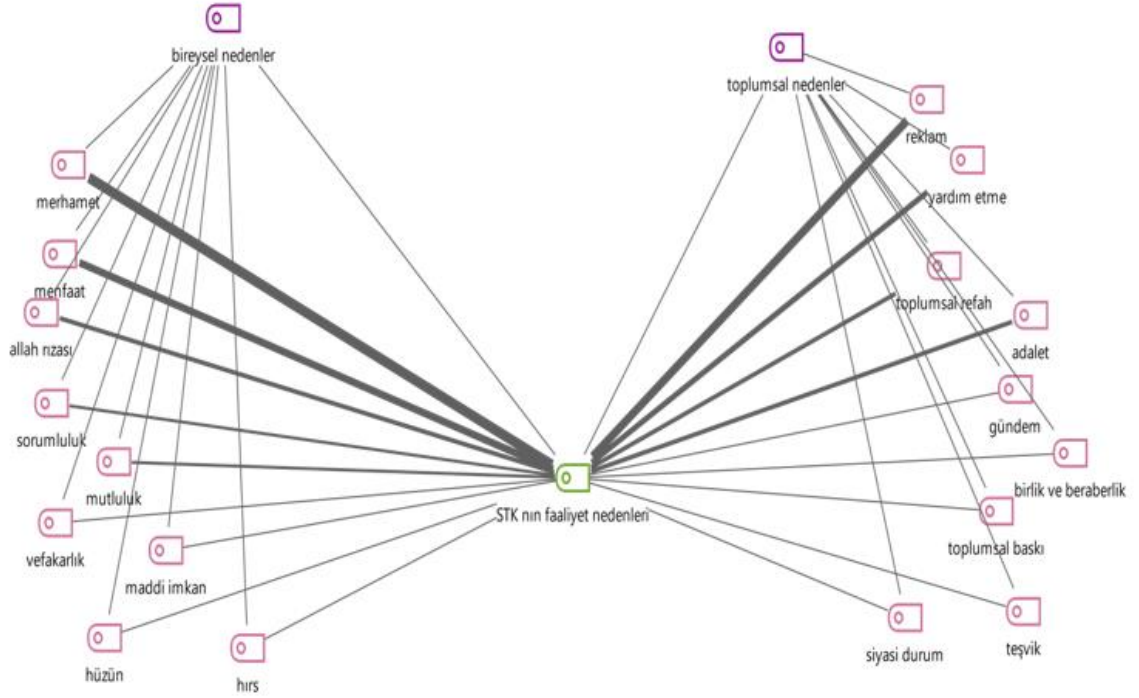 bireysel nedenler
toplumsal nedenler
reklam
merhamet
yardım etme
menfaat
toplumsal refah
allah rızası
adalet
sorumluluk
gündem
mutluluk
birlik ve beraberlik
STK nın faaliyet nedenleri
vefakarlık
toplumsal baskı
maddi imkan
siyasi durum
teşvik
hüzün
hırs